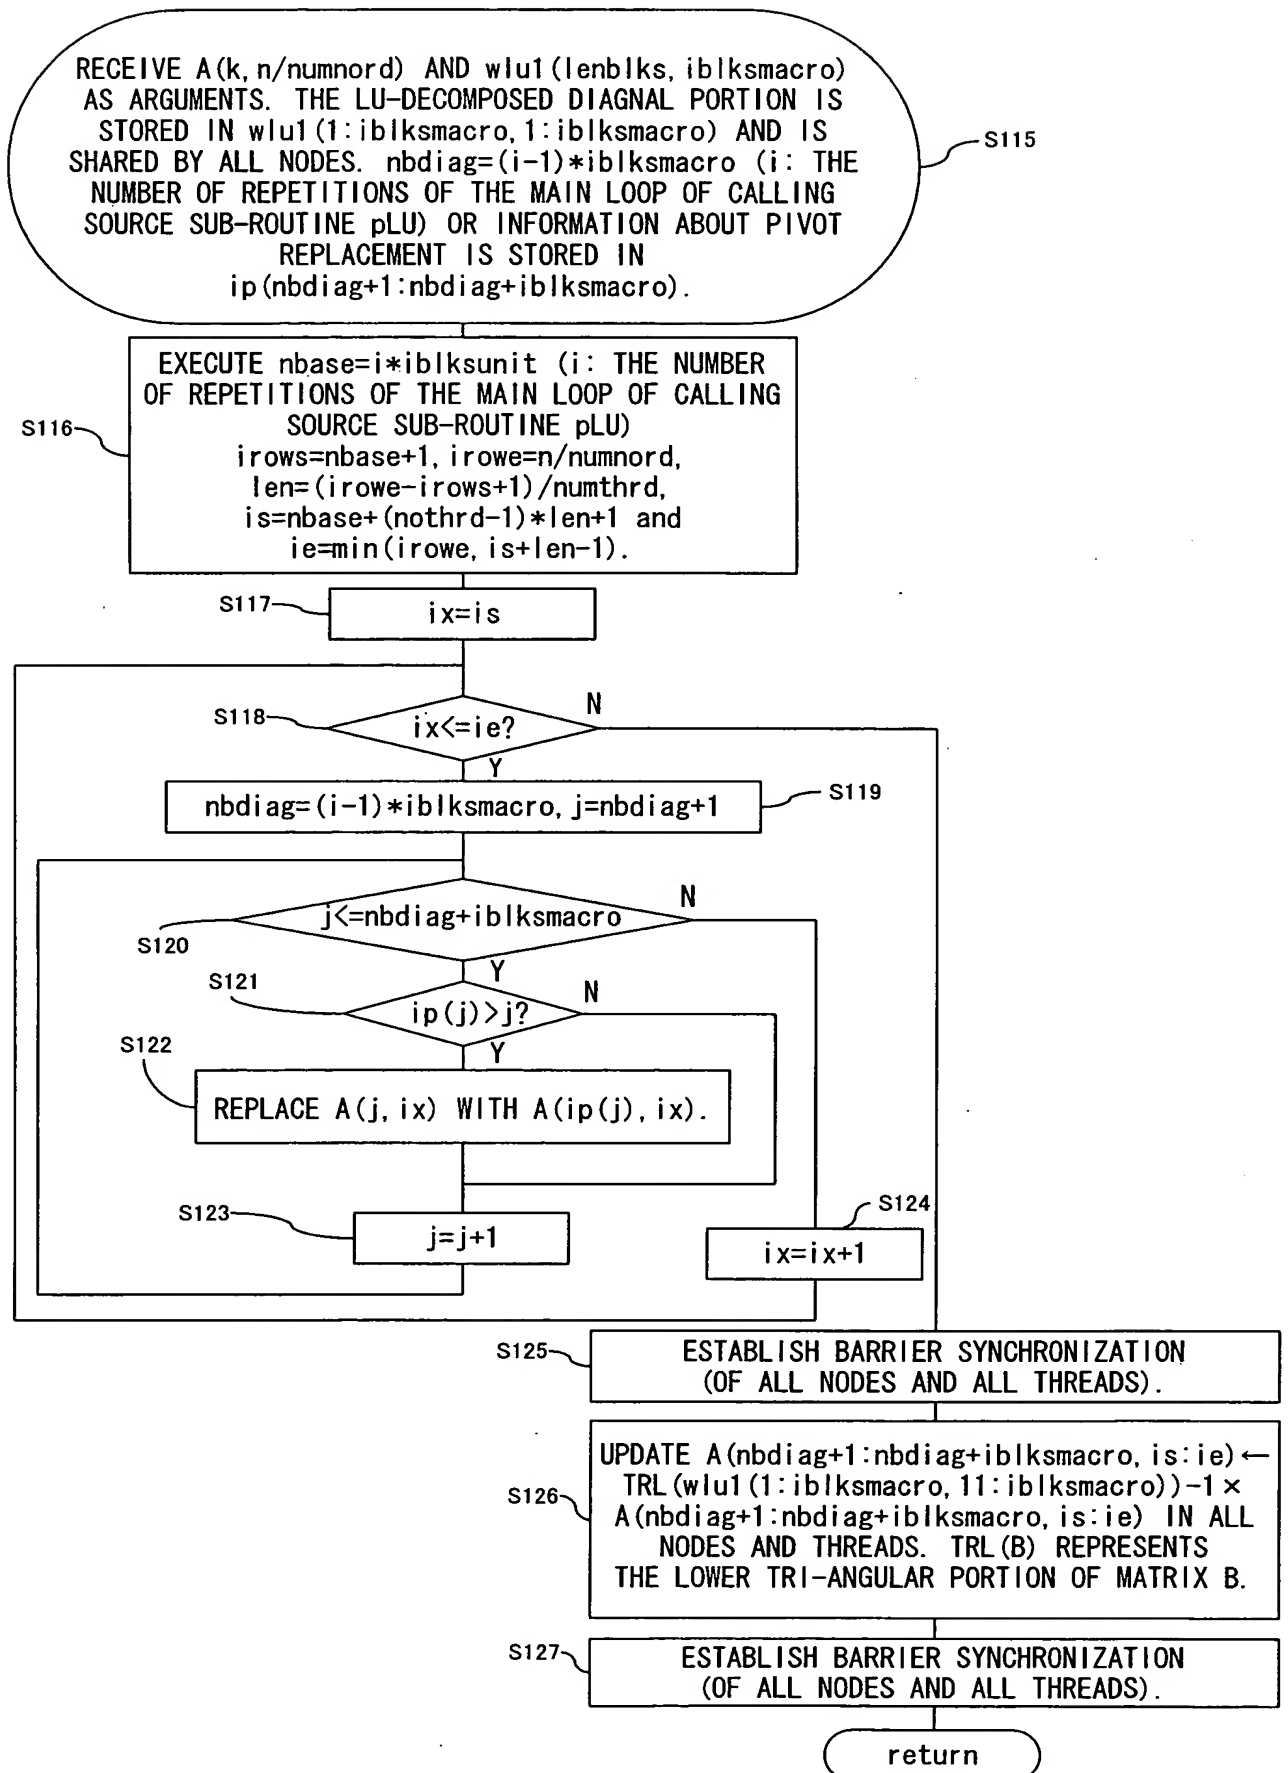 RECEIVE A(k, n/numnord) AND wlu1(lenblks, iblksmacro)
AS ARGUMENTS. THE LU-DECOMPOSED DIAGNAL PORTION IS
STORED IN wlu1(1:iblksmacro, 1:iblksmacro) AND IS
SHARED BY ALL NODES. nbdiag=(i-1)*iblksmacro (i: THE
NUMBER OF REPETITIONS OF THE MAIN LOOP OF CALLING
SOURCE SUB-ROUTINE pLU) OR INFORMATION ABOUT PIVOT
REPLACEMENT IS STORED IN
ip(nbdiag+1:nbdiag+iblksmacro).
S115
EXECUTE nbase=i*iblksunit (i: THE NUMBER
OF REPETITIONS OF THE MAIN LOOP OF CALLING
SOURCE SUB-ROUTINE pLU)
irows=nbase+1, irowe=n/numnord,
len=(irowe-irows+1)/numthrd,
is=nbase+(nothrd-1)*len+1 and
ie=min(irowe, is+len-1).
S116
S117
ix=is
S118
ix<=ie?
N
Y
nbdiag=(i-1)*iblksmacro, j=nbdiag+1
S119
j<=nbdiag+iblksmacro
N
S120
Y
S121
ip(j)>j?
N
Y
S122
REPLACE A(j, ix) WITH A(ip(j), ix).
S123
j=j+1
S124
ix=ix+1
S125
ESTABLISH BARRIER SYNCHRONIZATION
(OF ALL NODES AND ALL THREADS).
S126
UPDATE A(nbdiag+1:nbdiag+iblksmacro, is:ie)←
TRL(wlu1(1:iblksmacro, 11:iblksmacro))-1×
A(nbdiag+1:nbdiag+iblksmacro, is:ie) IN ALL
NODES AND THREADS. TRL(B) REPRESENTS
THE LOWER TRI-ANGULAR PORTION OF MATRIX B.
S127
ESTABLISH BARRIER SYNCHRONIZATION
(OF ALL NODES AND ALL THREADS).
return